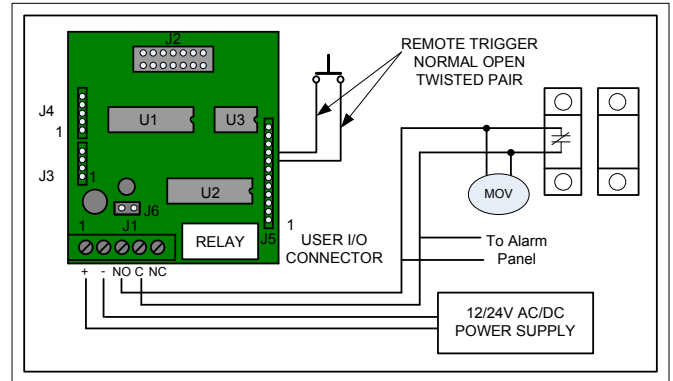 J2
REMOTE TRIGGER
NORMAL OPEN
TWISTED PAIR
J4
1
U1
U3
J3
1
U2
J6
MOV
1
J1
RELAY
J5
1
USER I/O
CONNECTOR
To Alarm
Panel
+ - NO C NC
12/24V AC/DC
POWER SUPPLY